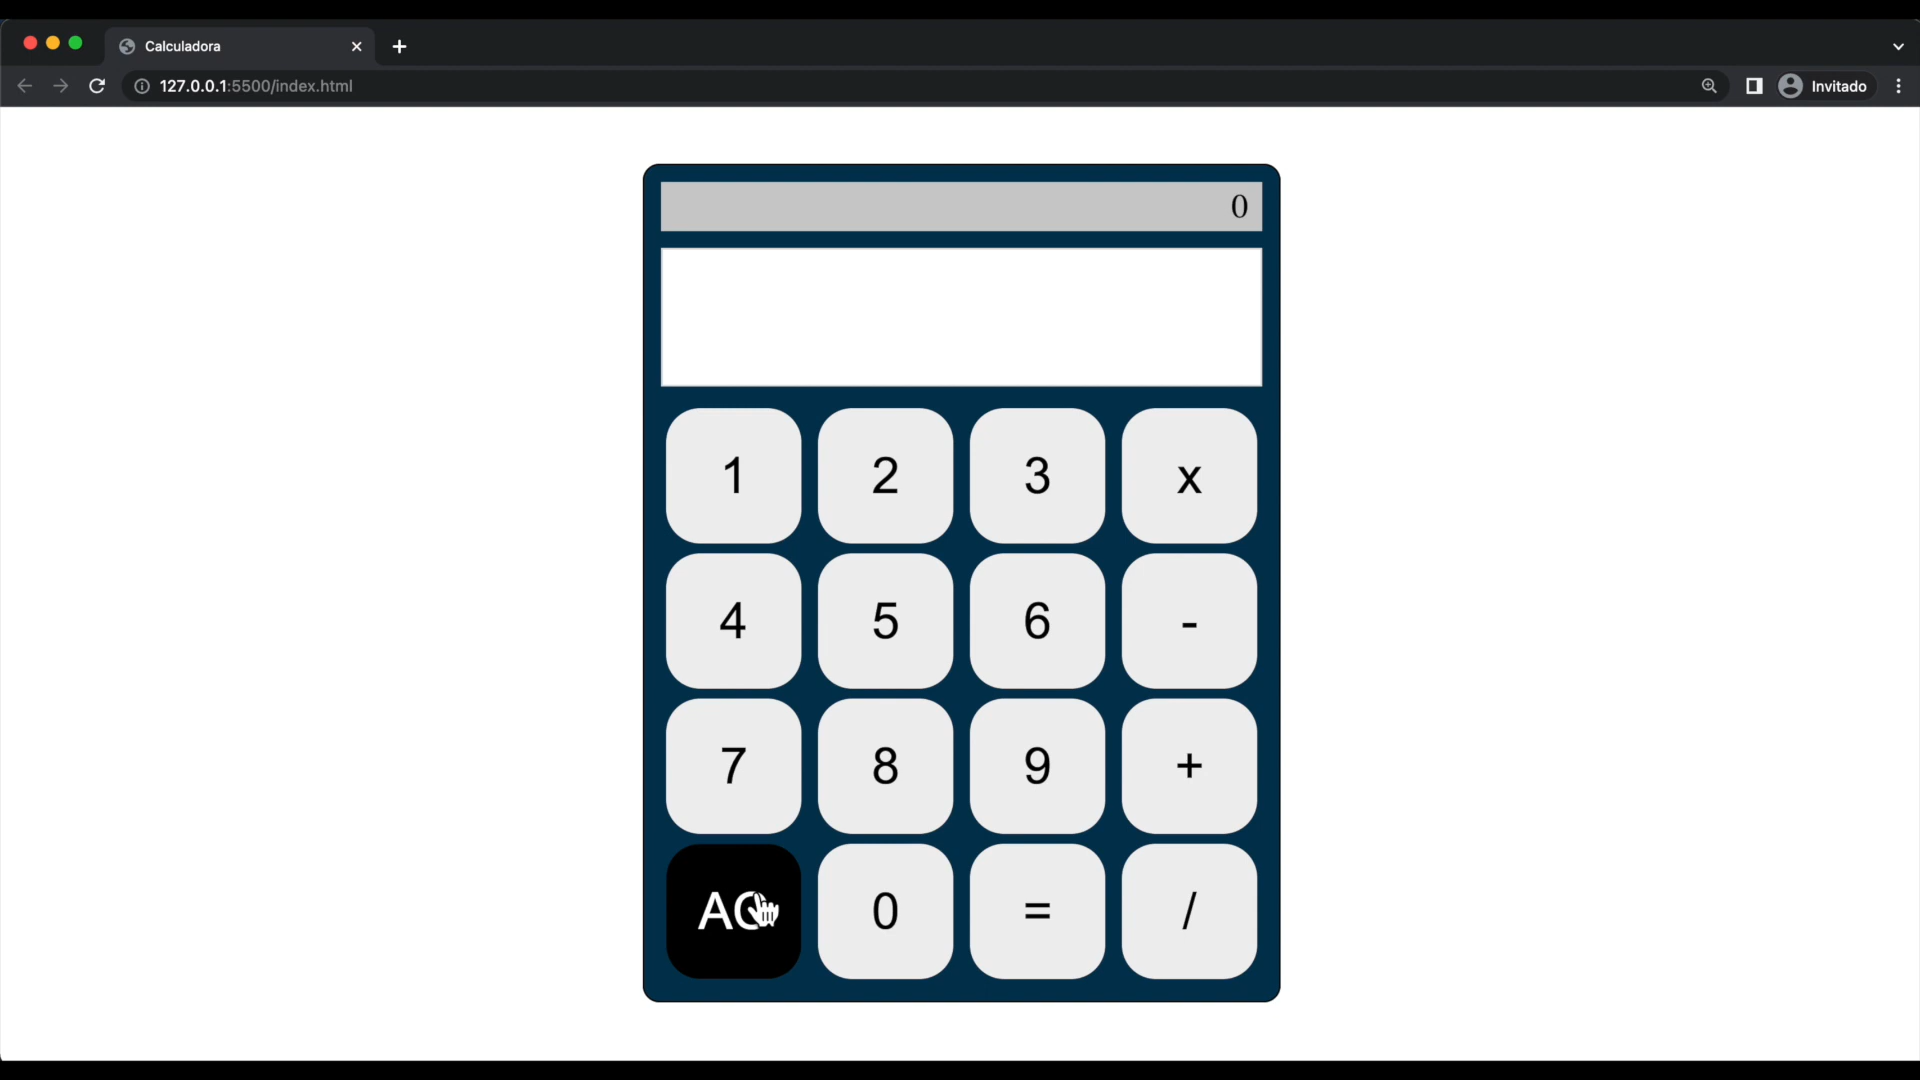 Calculadora
127.0.0.1:5500/index.html
Invitado
0
1 2 3 x
4 5 6 -
7 8 9 +
AC 0 = /